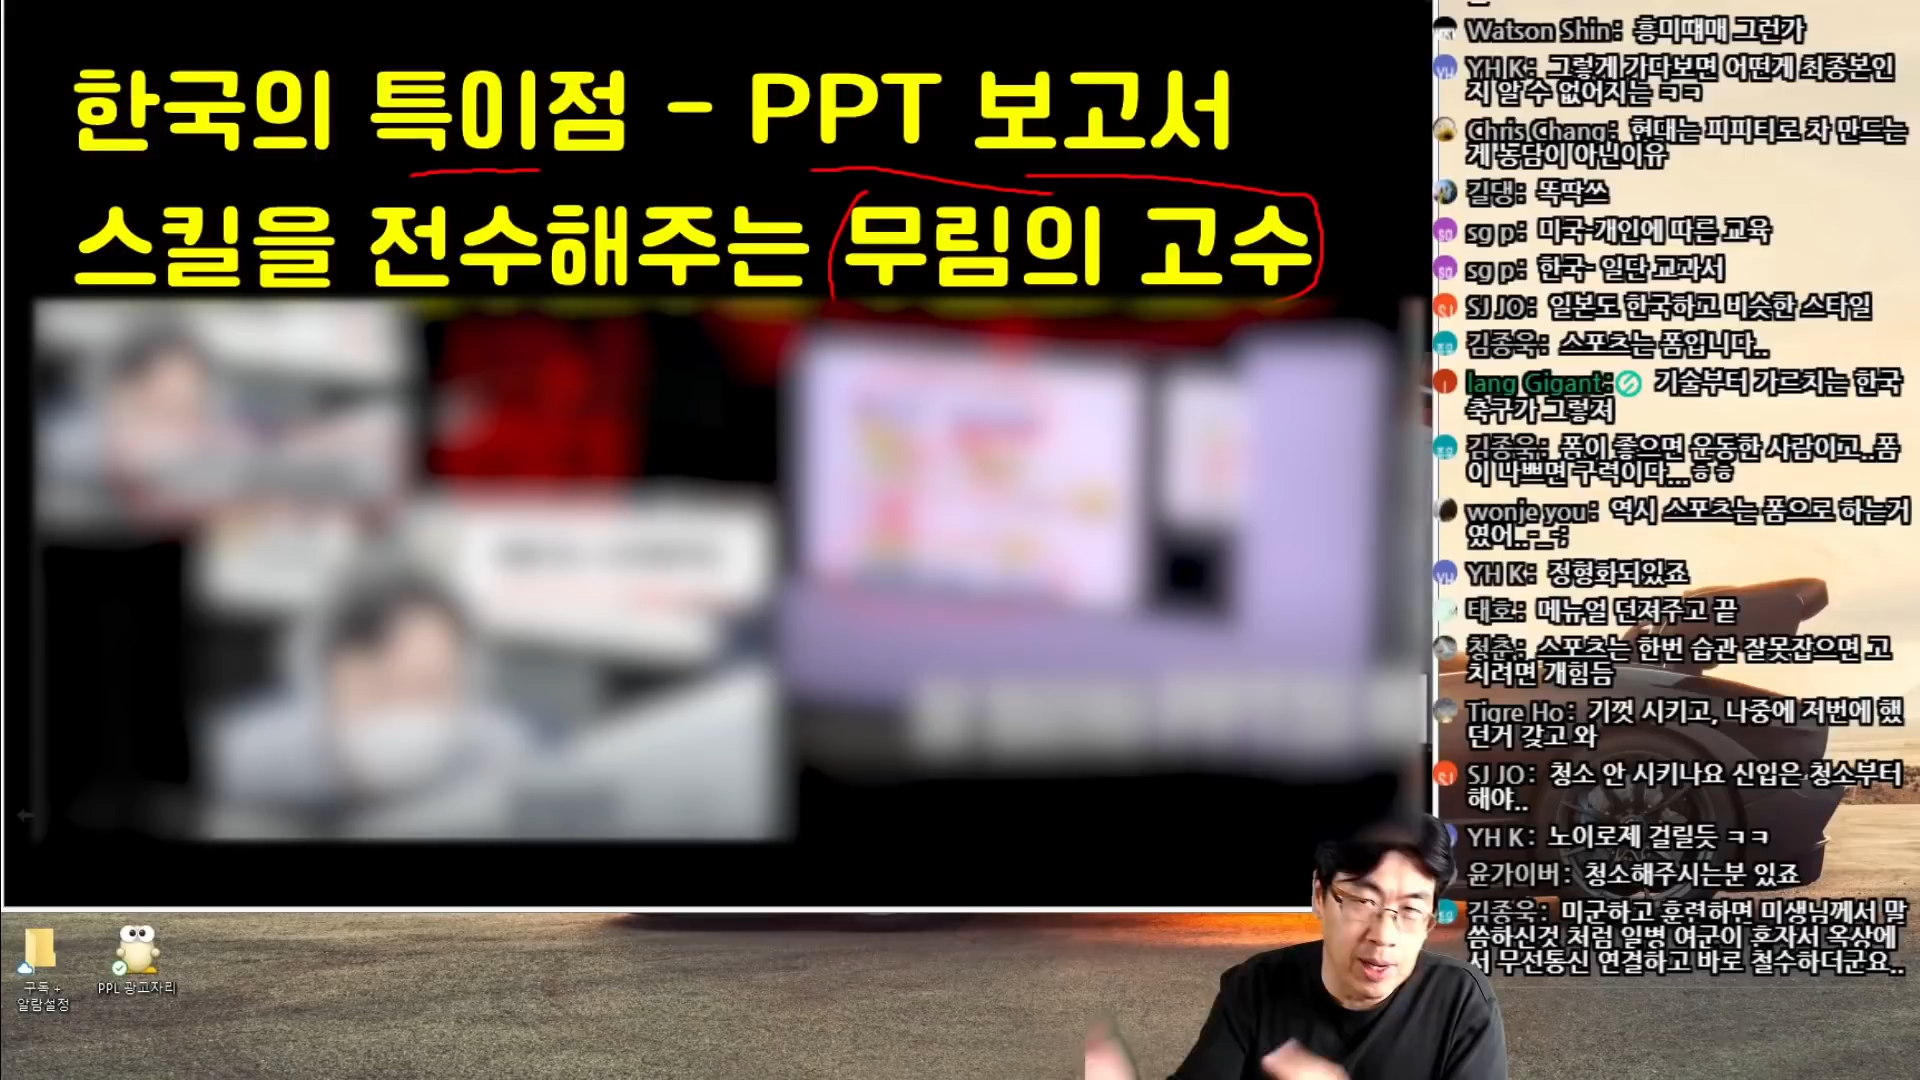 한국의 특이점 - PPT 보고서
스킬을 전수해주는 무림의 고수
Watson Shin: 흥미떄매 그런가
YH K: 그렇게 가다보면 어떤게 최종본인
지 알 수 없어지는 ㅋㅋ
Chris Chang: 현대는 피피티로 차 만드는
게 농담이 아닌이유
길댕: 똑딱쓰
sg p: 미국-개인에 따른 교육
sg p: 한국- 일단 교과서
SJ JO: 일본도 한국하고 비슷한 스타일
김종욱: 스포츠는 폼입니다..
lang Gigant: 기술부터 가르치는 한국
축구가 그렇져
김종욱: 폼이 좋으면 운동한 사람이고..폼
이 나쁘면 구력이다...ㅎㅎ
wonje you: 역시 스포츠는 폼으로 하는거
였어..-_-;
YH K: 정형화되있죠
태호: 메뉴얼 던져주고 끝
청춘: 스포츠는 한번 습관 잘못잡으면 고
치려면 개힘듬
Tigre Ho: 기껏 시키고, 나중에 저번에 했
던거 갖고 와
SJ JO: 청소 안 시키나요 신입은 청소부터
해야..
YH K: 노이로제 걸릴듯 ㅋㅋ
윤가이버: 청소해주시는분 있죠
김종욱: 미군하고 훈련하면 미생님께서 말
씀하신것 처럼 일병 여군이 혼자서 옥상에
서 무선통신 연결하고 바로 철수하더군요..
구독 +
알람설정
PPL 광고자리